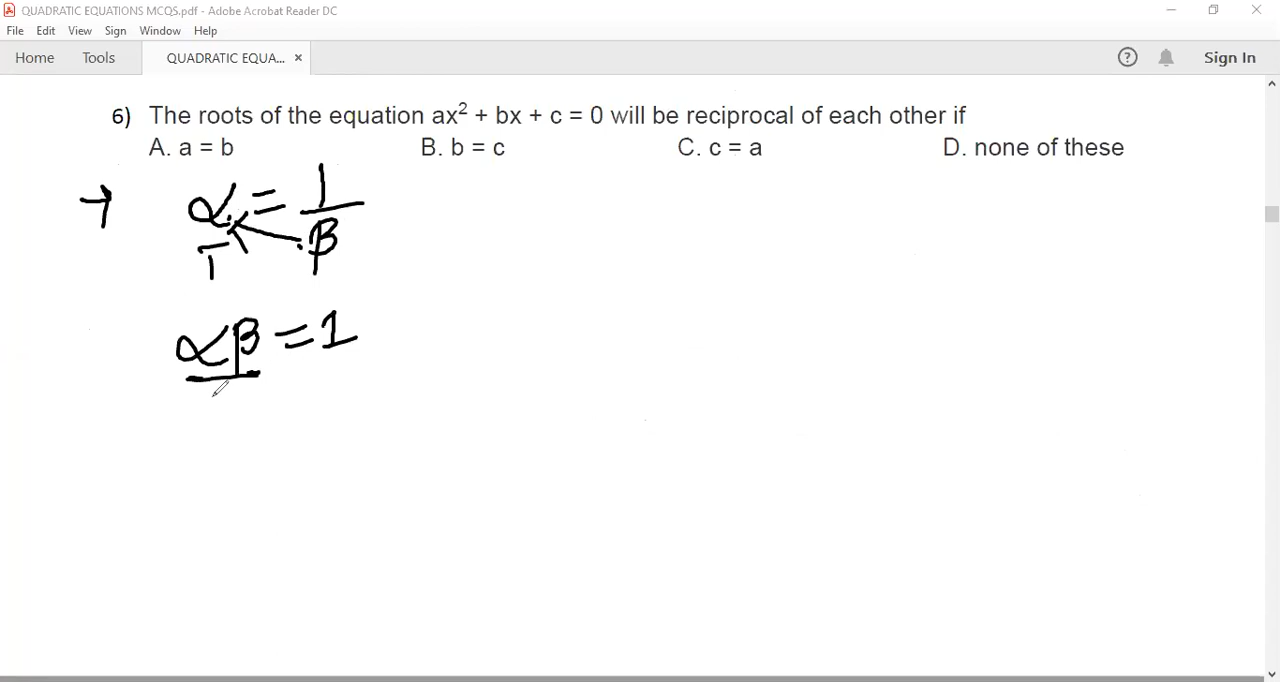 QUADRATIC EQUATIONS MCQS.pdf - Adobe Acrobat Reader DC
File Edit View Sign Window Help
Home Tools QUADRATIC EQUA... × Sign In
6) The roots of the equation ax² + bx + c = 0 will be reciprocal of each other if
A. a = b B. b = c C. c = a D. none of these
α = 1/β
1
αβ = 1